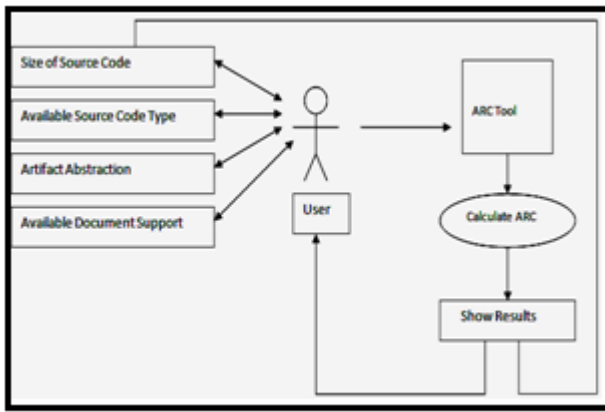 Size of Source Code
Available Source Code Type
Artifact Abstraction
Available Document Support
User
ARC Tool
Calculate ARC
Show Results